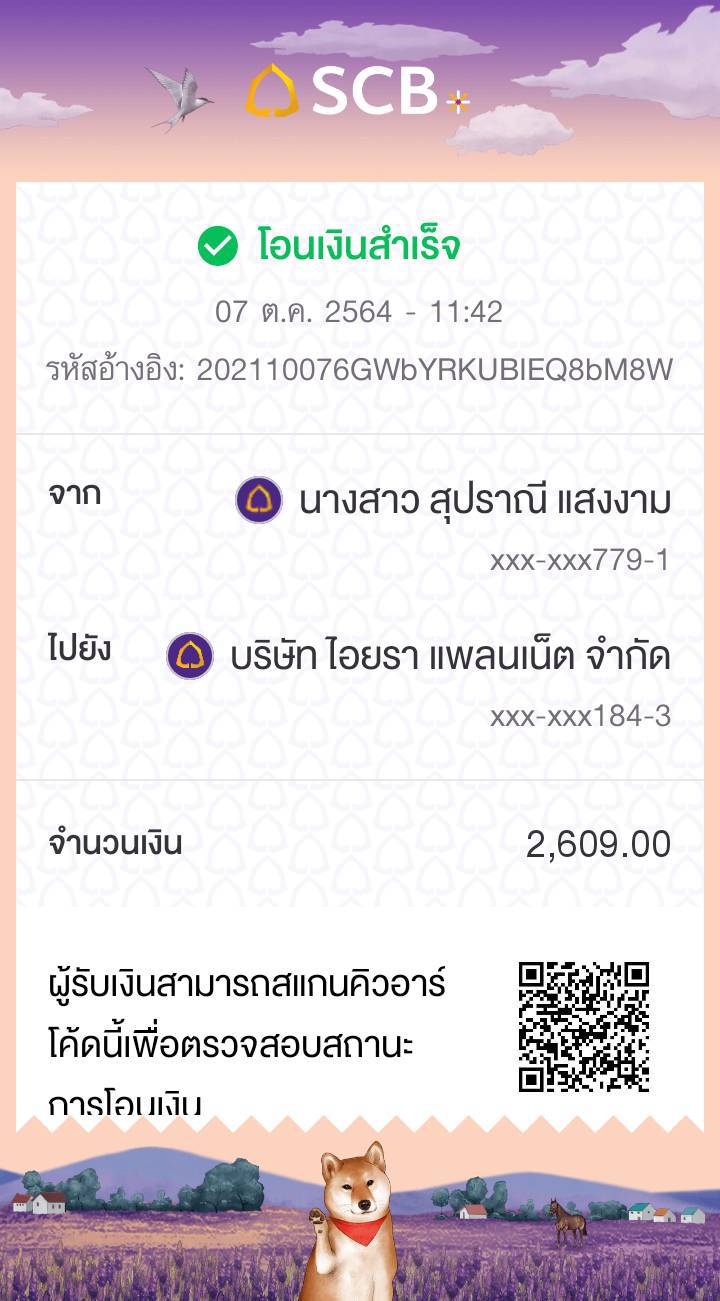 SCB
โอนเงินสำเร็จ
07 ต.ค. 2564 - 11:42
รหัสอ้างอิง: 202110076GWbYRKUBIEQ8bM8W
จาก นางสาว สุปราณี แสงงาม
xxx-xxx779-1
ไปยัง บริษัท ไอยรา แพลนเน็ต จำกัด
xxx-xxx184-3
จำนวนเงิน 2,609.00
ผู้รับเงินสามารถสแกนคิวอาร์
โค้ดนี้เพื่อตรวจสอบสถานะ
การโอนเงิน